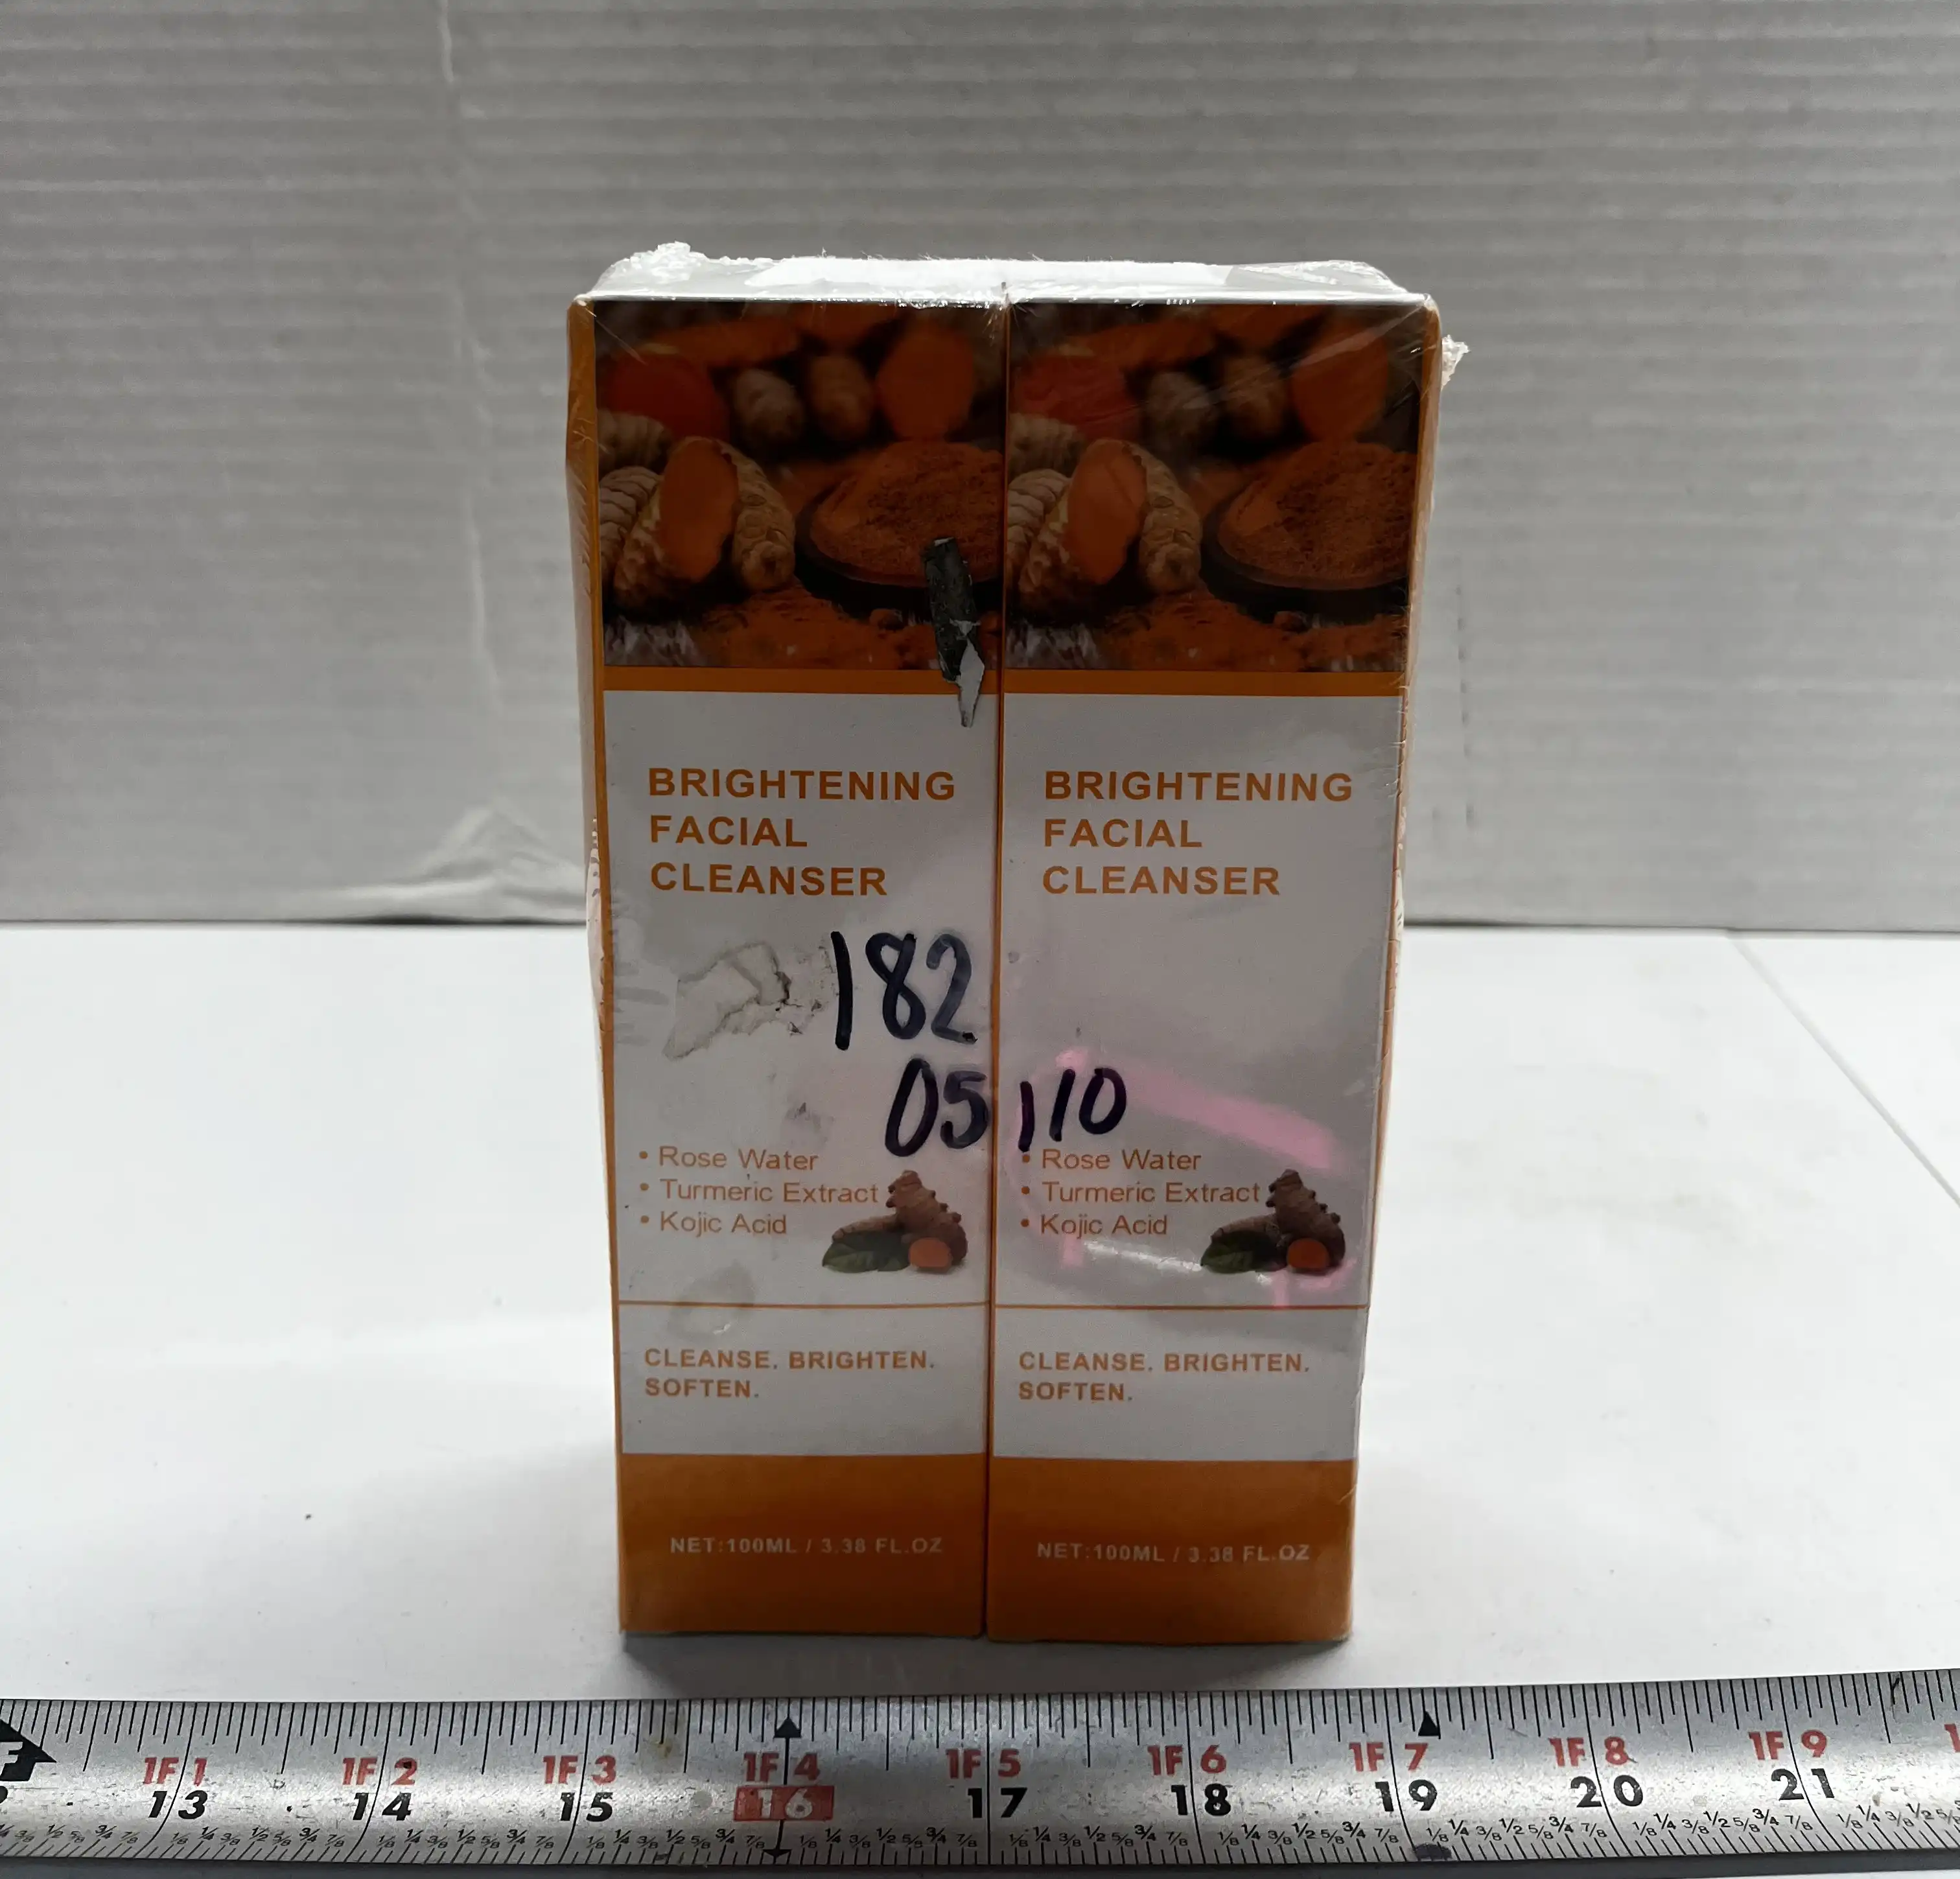 BRIGHTENING
FACIAL
CLEANSER
182
05
• Rose Water
• Turmeric Extract
• Kojic Acid
CLEANSE. BRIGHTEN.
SOFTEN.
NET:100ML / 3.38 FL.OZ
BRIGHTENING
FACIAL
CLEANSER
110
• Rose Water
• Turmeric Extract
• Kojic Acid
CLEANSE. BRIGHTEN.
SOFTEN.
NET:100ML / 3.38 FL.OZ
F 1F1 1F2 1F3 1F4 1F5 1F6 1F7 1F8 1F9
13 14 15 16 17 18 19 20 21